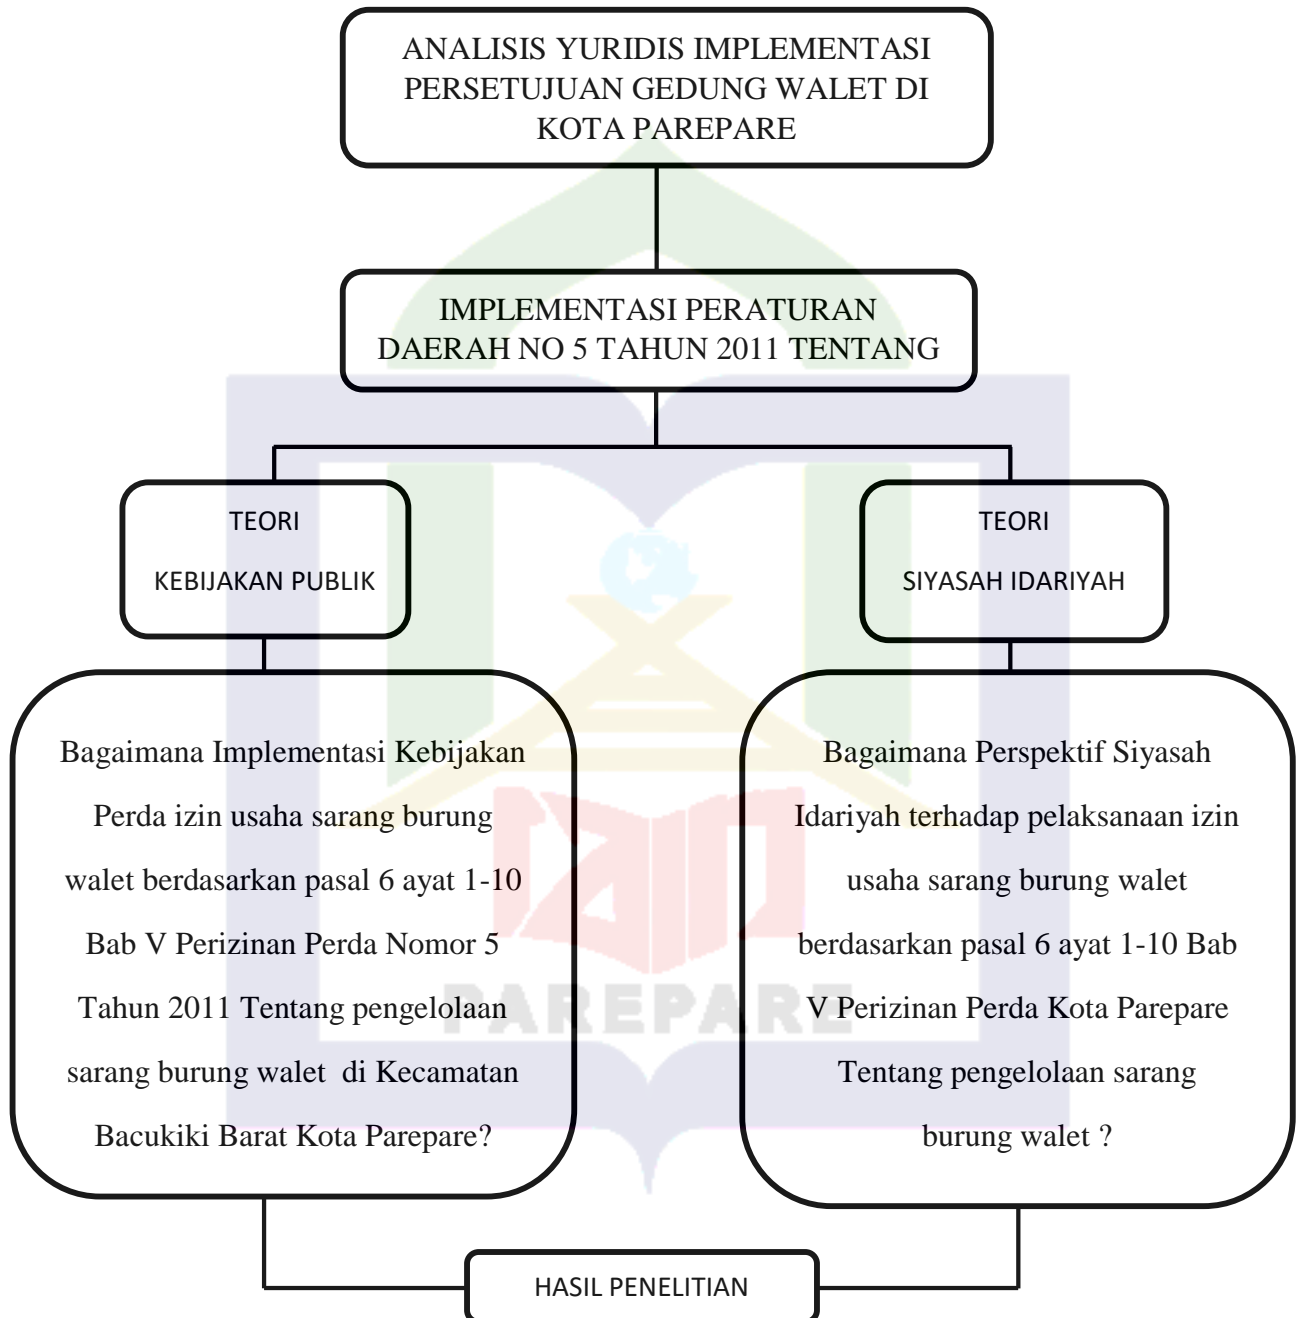 ANALISIS YURIDIS IMPLEMENTASI
PERSETUJUAN GEDUNG WALET DI
KOTA PAREPARE
IMPLEMENTASI PERATURAN
DAERAH NO 5 TAHUN 2011 TENTANG
TEORI
KEBIJAKAN PUBLIK
TEORI
SIYASAH IDARIYAH
Bagaimana Implementasi Kebijakan
Perda izin usaha sarang burung
walet berdasarkan pasal 6 ayat 1-10
Bab V Perizinan Perda Nomor 5
Tahun 2011 Tentang pengelolaan
sarang burung walet  di Kecamatan
Bacukiki Barat Kota Parepare?
Bagaimana Perspektif Siyasah
Idariyah terhadap pelaksanaan izin
usaha sarang burung walet
berdasarkan pasal 6 ayat 1-10 Bab
V Perizinan Perda Kota Parepare
Tentang pengelolaan sarang
burung walet ?
PAREPARE
HASIL PENELITIAN